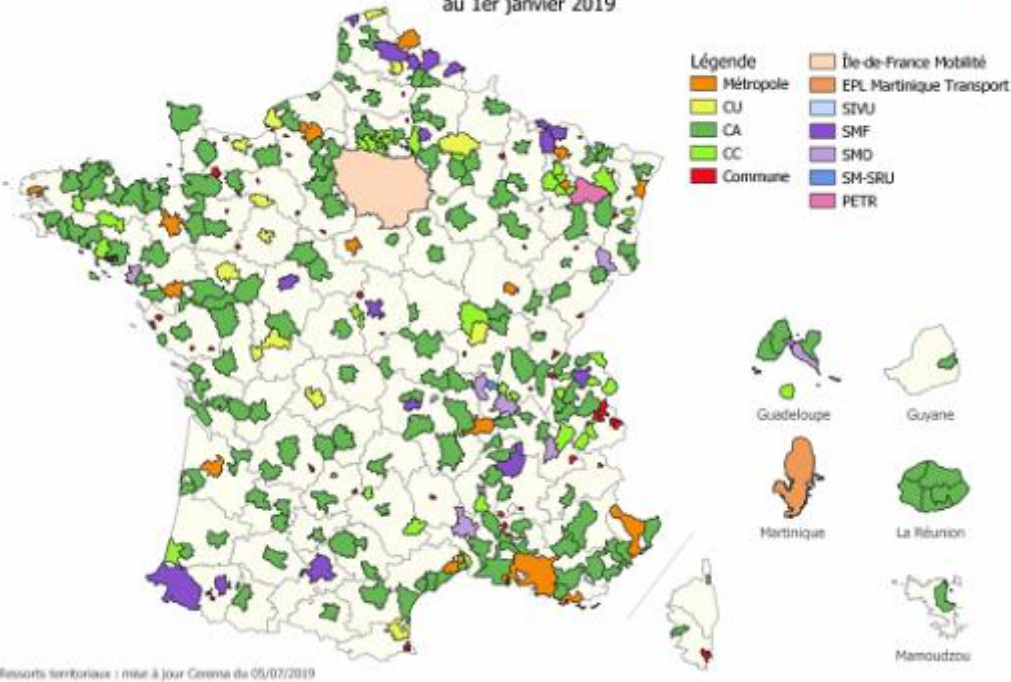 au 1er janvier 2019
Légende
Métropole
CU
CA
CC
Commune
Île-de-France Mobilité
EPL Martinique Transport
SIVU
SMF
SMO
SM-SRU
PETR
Guadeloupe
Guyane
Martinique
La Réunion
Mamoudzou
Ressorts territoriaux : mise à jour Cerema du 05/07/2019